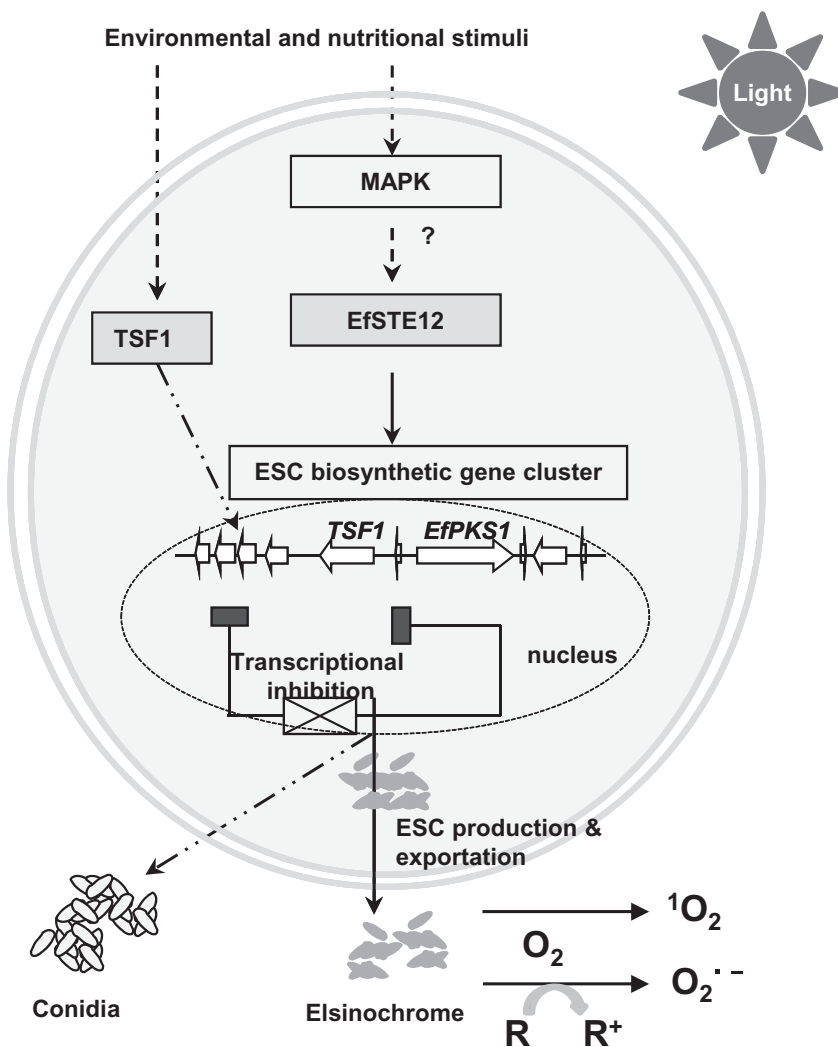 Environmental and nutritional stimuli
Light
MAPK
?
EfSTE12
TSF1
ESC biosynthetic gene cluster
TSF1 EfPKS1
Transcriptional
inhibition
nucleus
ESC production &
exportation
¹O₂
O₂
O₂˙⁻
R R⁺
Conidia
Elsinochrome